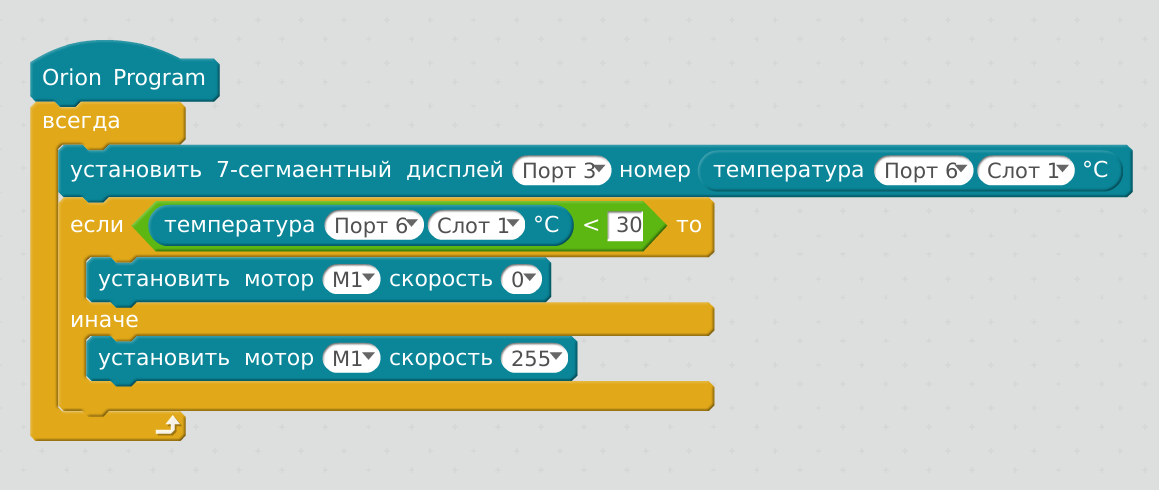 Orion Program
всегда
установить 7-сегмаентный дисплей Порт 3 номер температура Порт 6 Слот 1 °C
если температура Порт 6 Слот 1 °C < 30 то
установить мотор M1 скорость 0
иначе
установить мотор M1 скорость 255